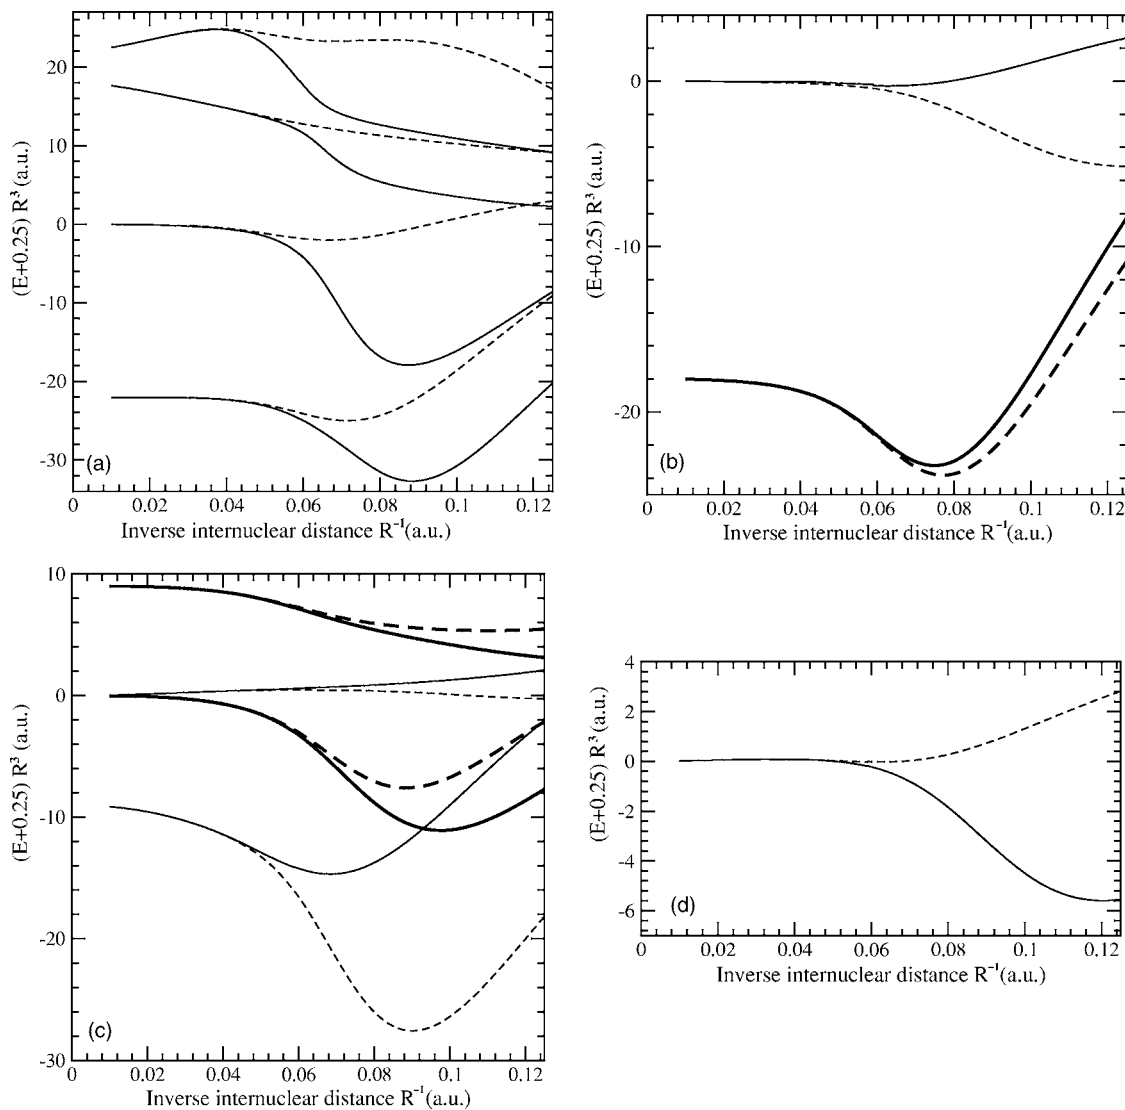 20
10
0
-10
-20
-30
(E+0.25) R³ (a.u.)
(a)
0 0.02 0.04 0.06 0.08 0.1 0.12
Inverse internuclear distance R⁻¹(a.u.)
0
-10
-20
(E+0.25) R³ (a.u.)
(b)
0 0.02 0.04 0.06 0.08 0.1 0.12
Inverse internuclear distance R⁻¹(a.u.)
10
0
-10
-20
-30
(E+0.25) R³ (a.u.)
(c)
0 0.02 0.04 0.06 0.08 0.1 0.12
Inverse internuclear distance R⁻¹(a.u.)
4
2
0
-2
-4
-6
(E+0.25) R³ (a.u.)
(d)
0 0.02 0.04 0.06 0.08 0.1 0.12
Inverse internuclear distance R⁻¹(a.u.)